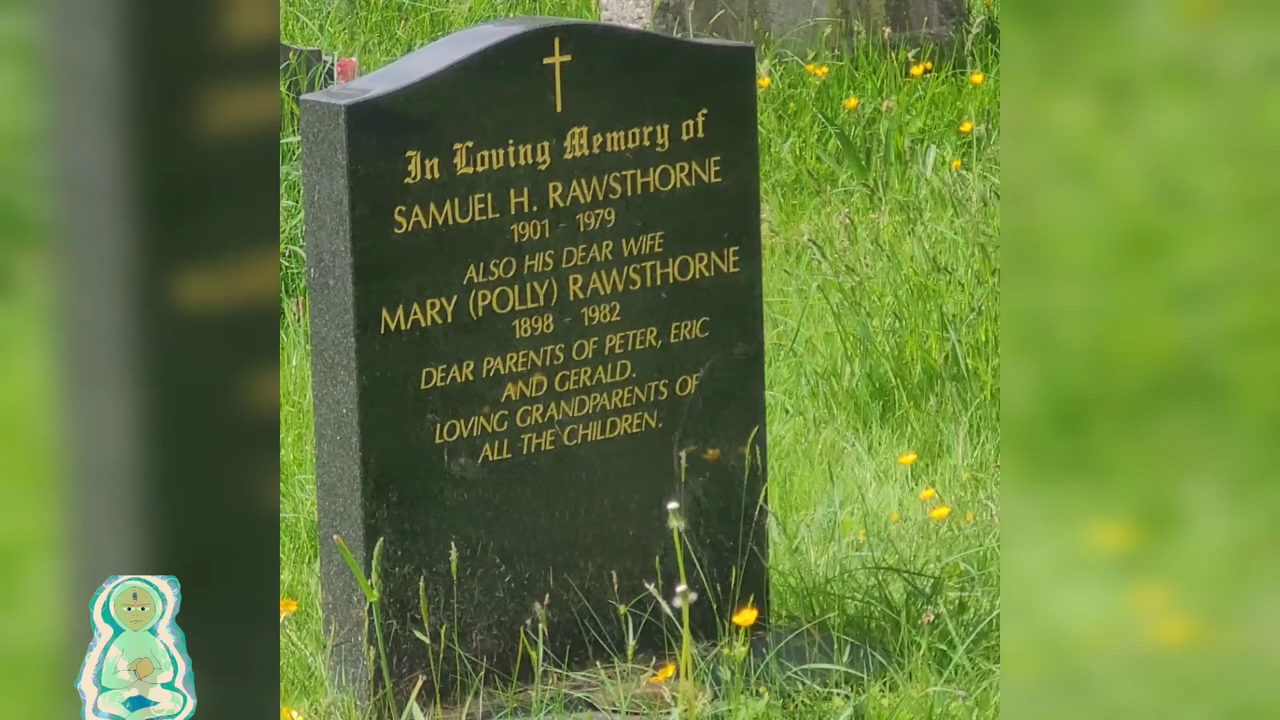 In Loving Memory of
SAMUEL H. RAWSTHORNE
1901 - 1979
ALSO HIS DEAR WIFE
MARY (POLLY) RAWSTHORNE
1898 - 1982
DEAR PARENTS OF PETER, ERIC
AND GERALD.
LOVING GRANDPARENTS OF
ALL THE CHILDREN.